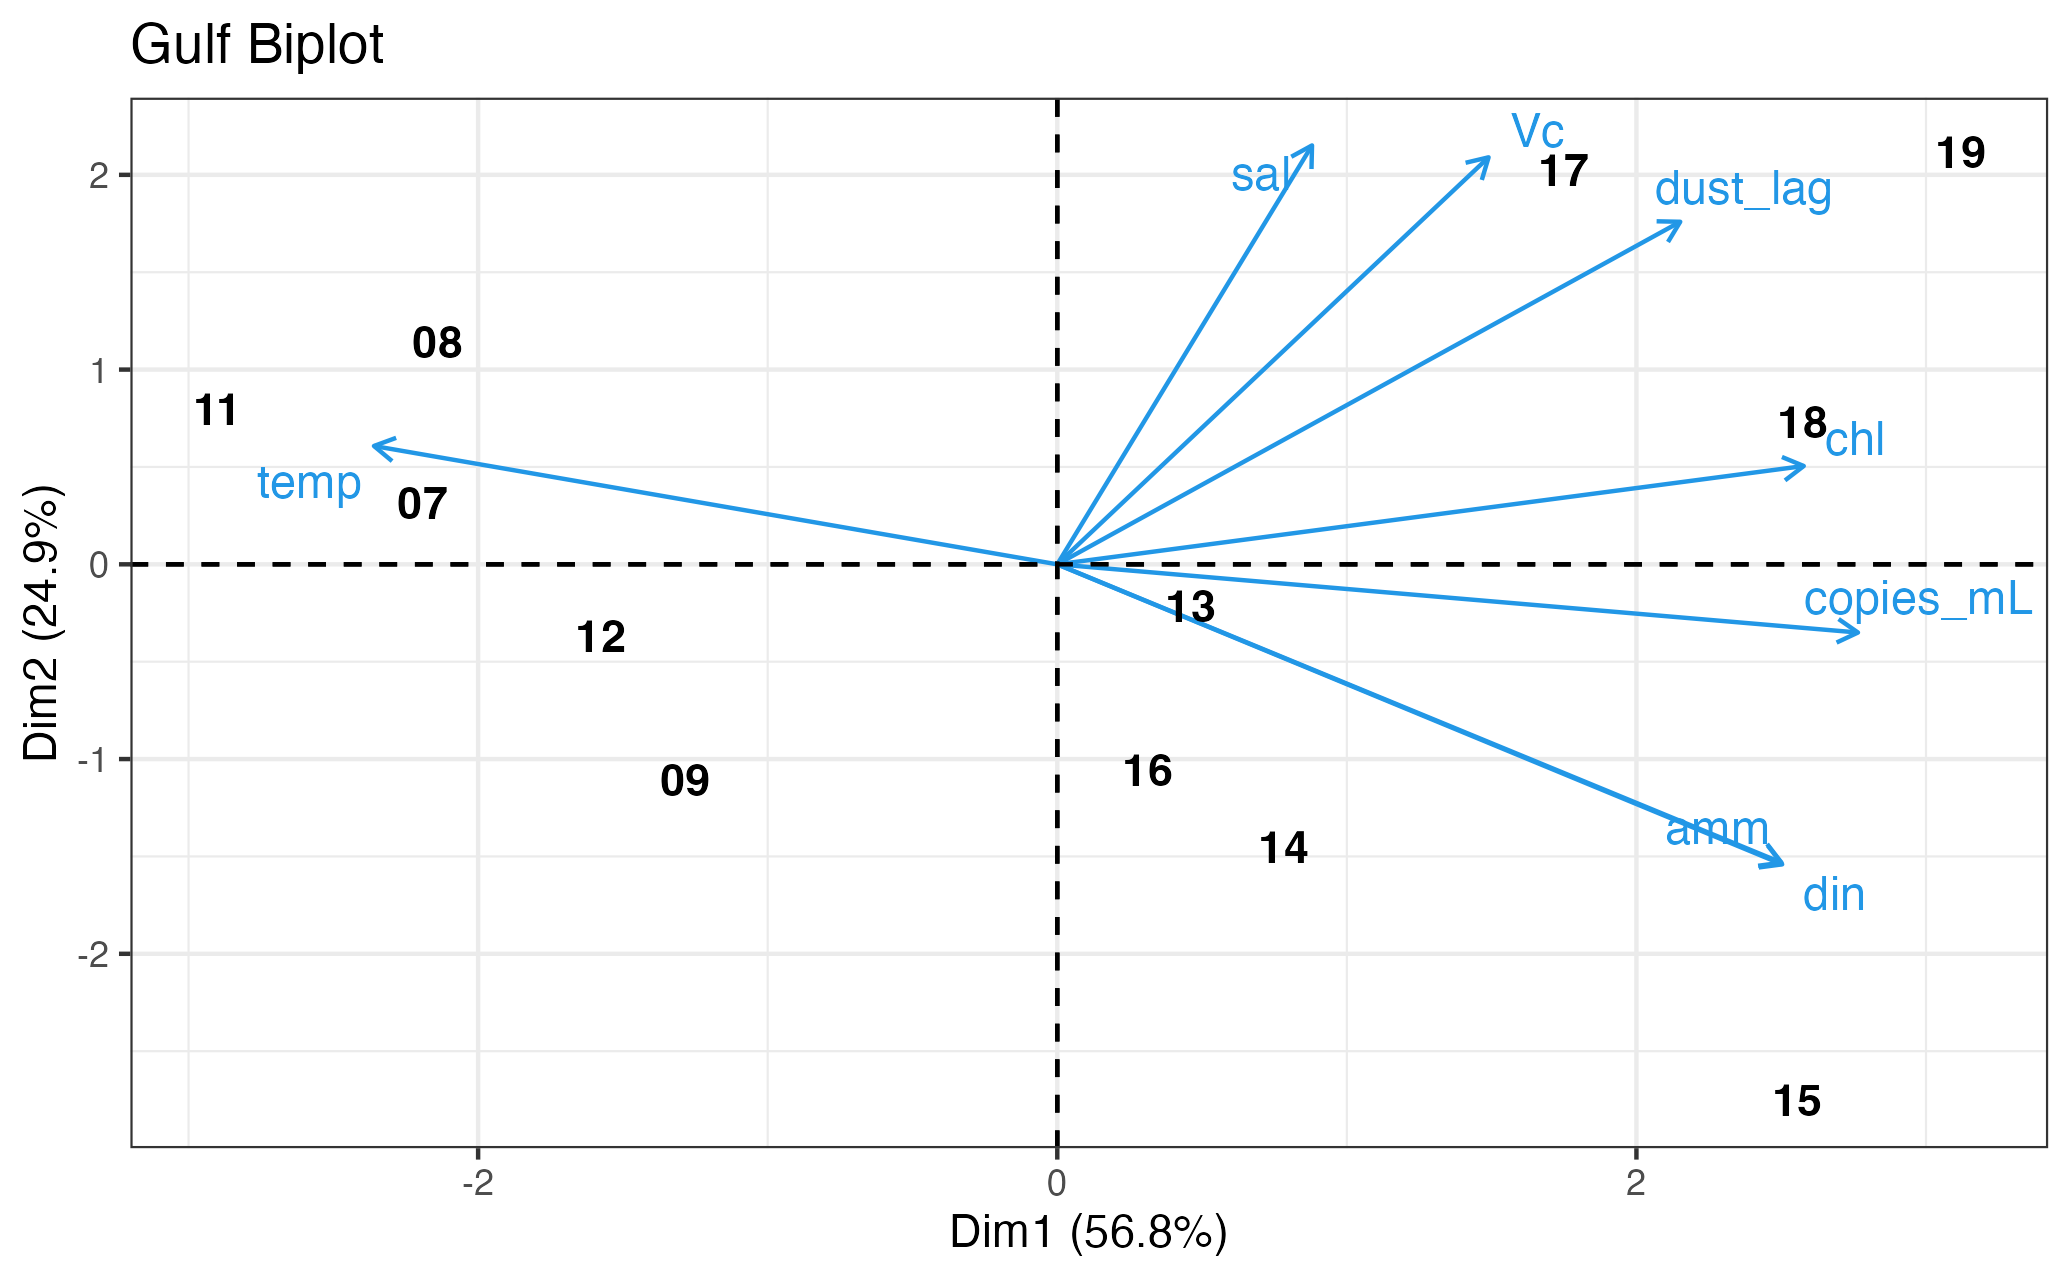 Gulf Biplot
Vc
19
17
sal
dust_lag
2
08
1
11
18
chl
temp
07
0
copies_mL
13
12
-1
16
09
amm
14
din
-2
15
-2
0
2
Dim1 (56.8%)
Dim2 (24.9%)